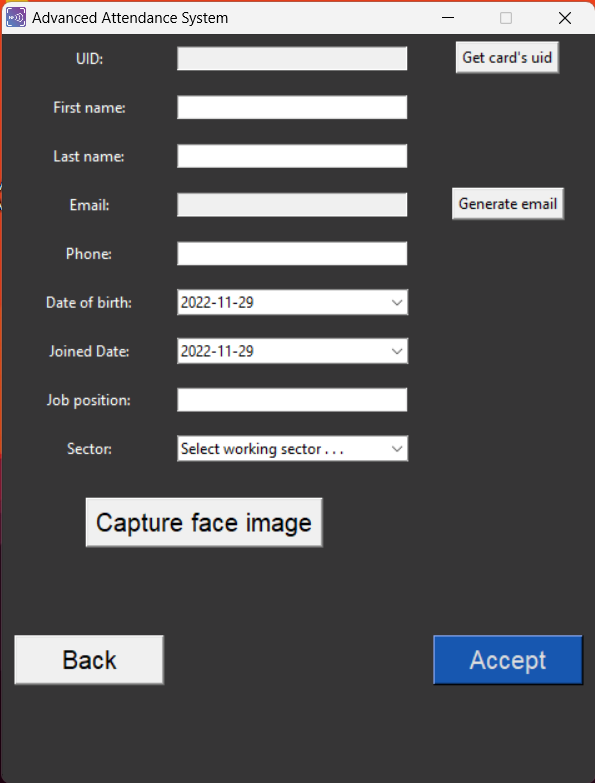 Advanced Attendance System
UID:
Get card's uid
First name:
Last name:
Email:
Generate email
Phone:
Date of birth:
2022-11-29
Joined Date:
2022-11-29
Job position:
Sector:
Select working sector . . .
Capture face image
Back
Accept